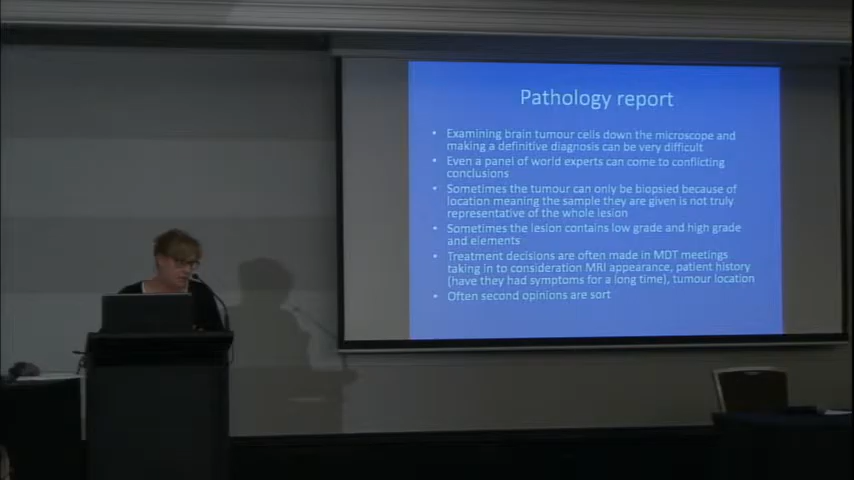 Pathology report
• Examining brain tumour cells down the microscope and
making a definitive diagnosis can be very difficult
• Even a panel of world experts can come to conflicting
conclusions
• Sometimes the tumour can only be biopsied because of
location meaning the sample they are given is not truly
representative of the whole lesion
• Sometimes the lesion contains low grade and high grade
and elements
• Treatment decisions are often made in MDT meetings
taking in to consideration MRI appearance, patient history
(have they had symptoms for a long time), tumour location
• Often second opinions are sort